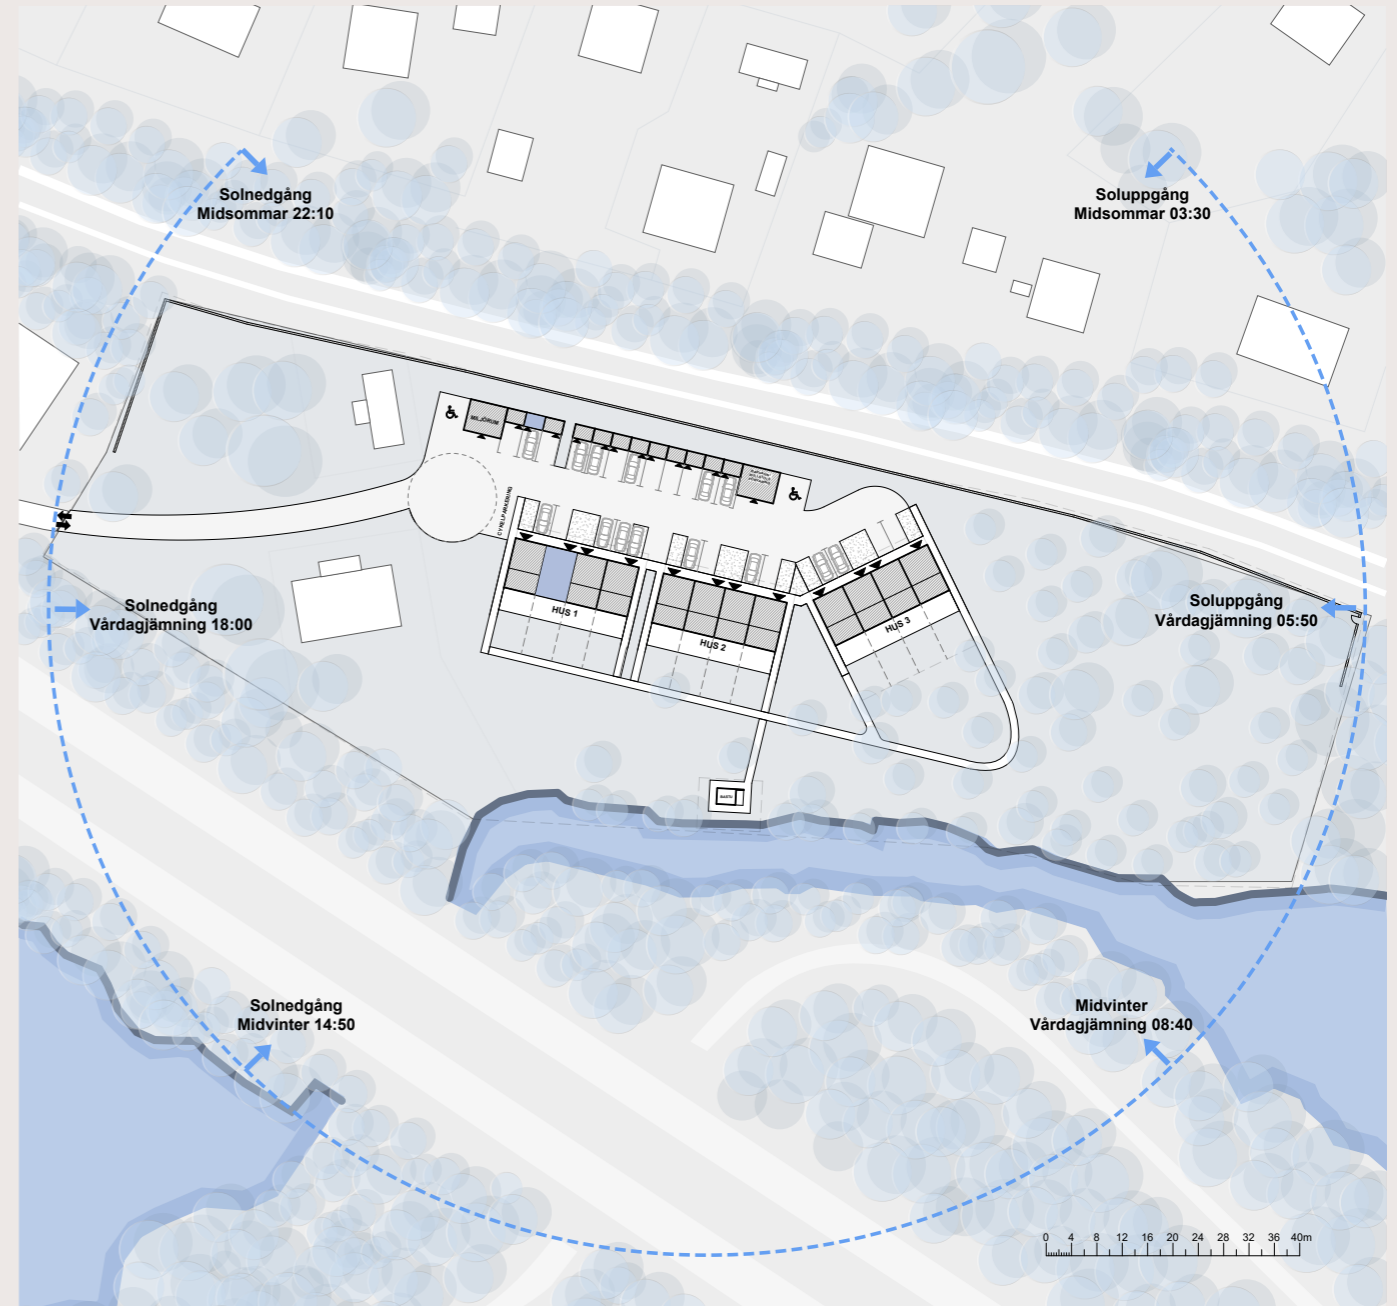 Solnedgång
Midsommar 22:10
Soluppgång
Midsommar 03:30
MILJÖRUM
CYKELPARKERING
HUS 1
HUS 2
HUS 3
Solnedgång
Vårdagjämning 18:00
Soluppgång
Vårdagjämning 05:50
BASTU
Solnedgång
Midvinter 14:50
Midvinter
Vårdagjämning 08:40
0 4 8 12 16 20 24 28 32 36 40m